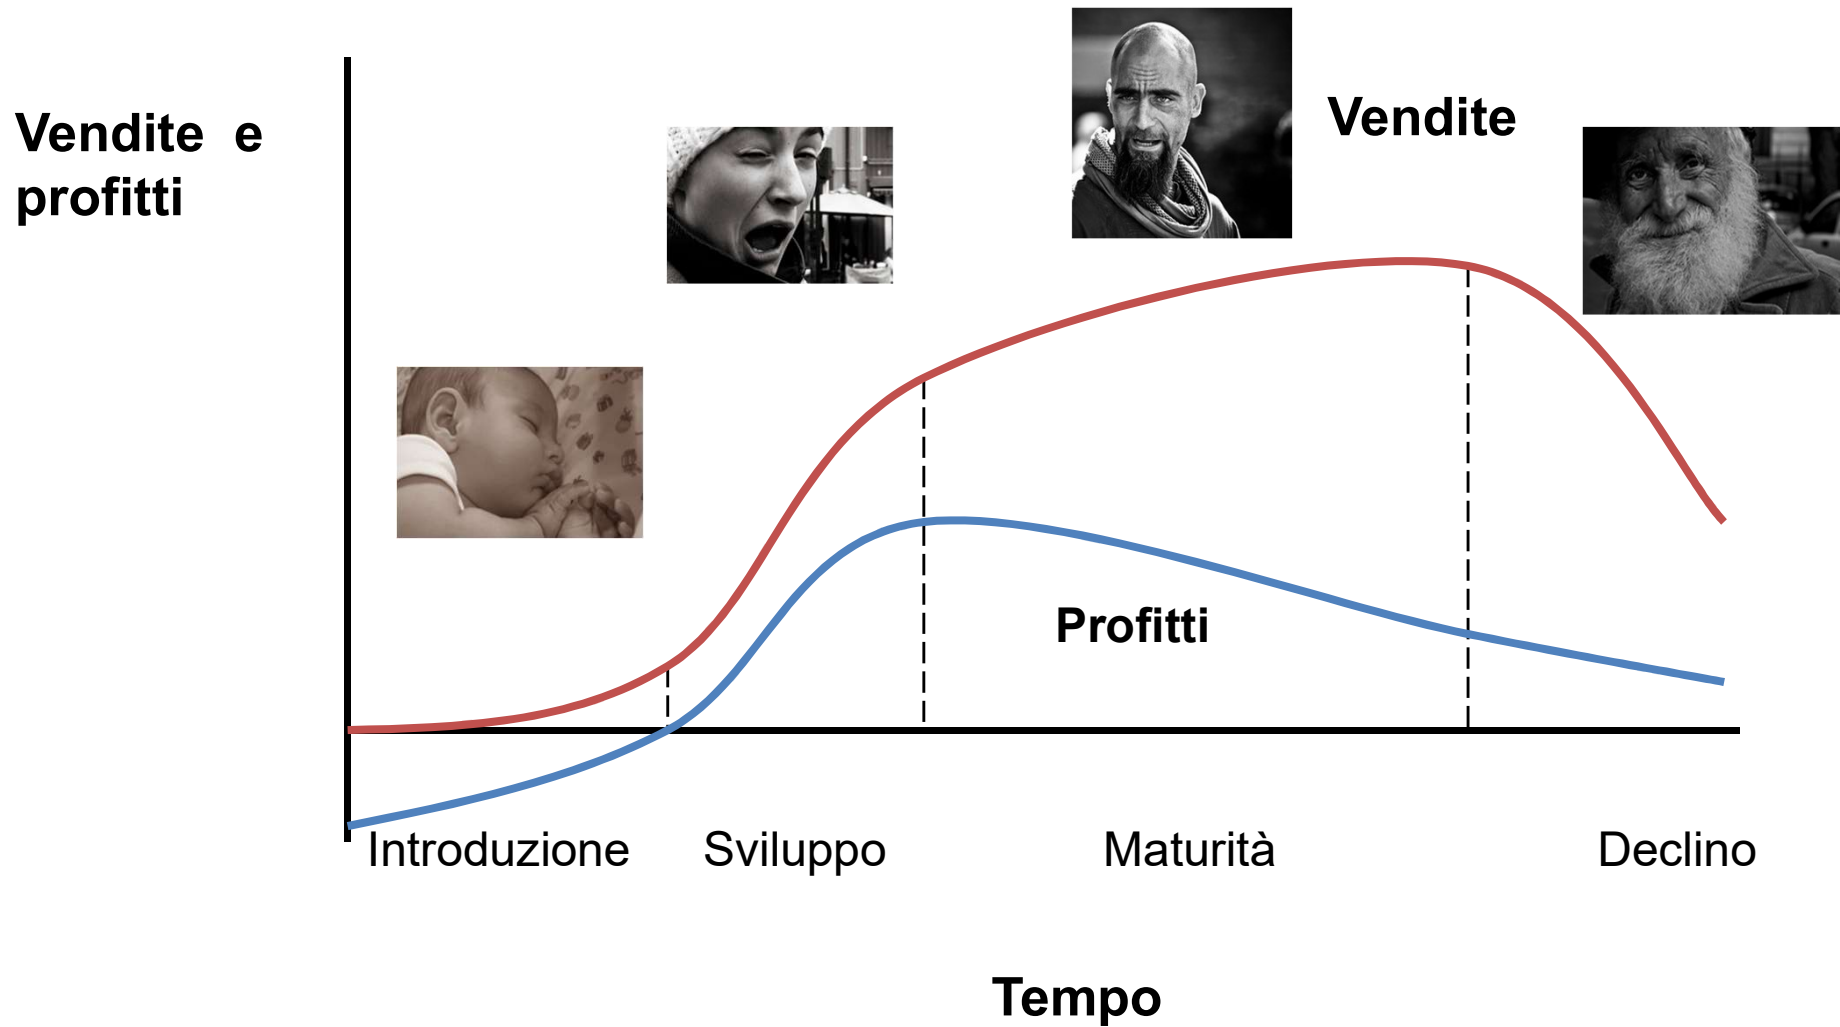 Vendite e
profitti
Vendite
Profitti
Introduzione
Sviluppo
Maturità
Declino
Tempo